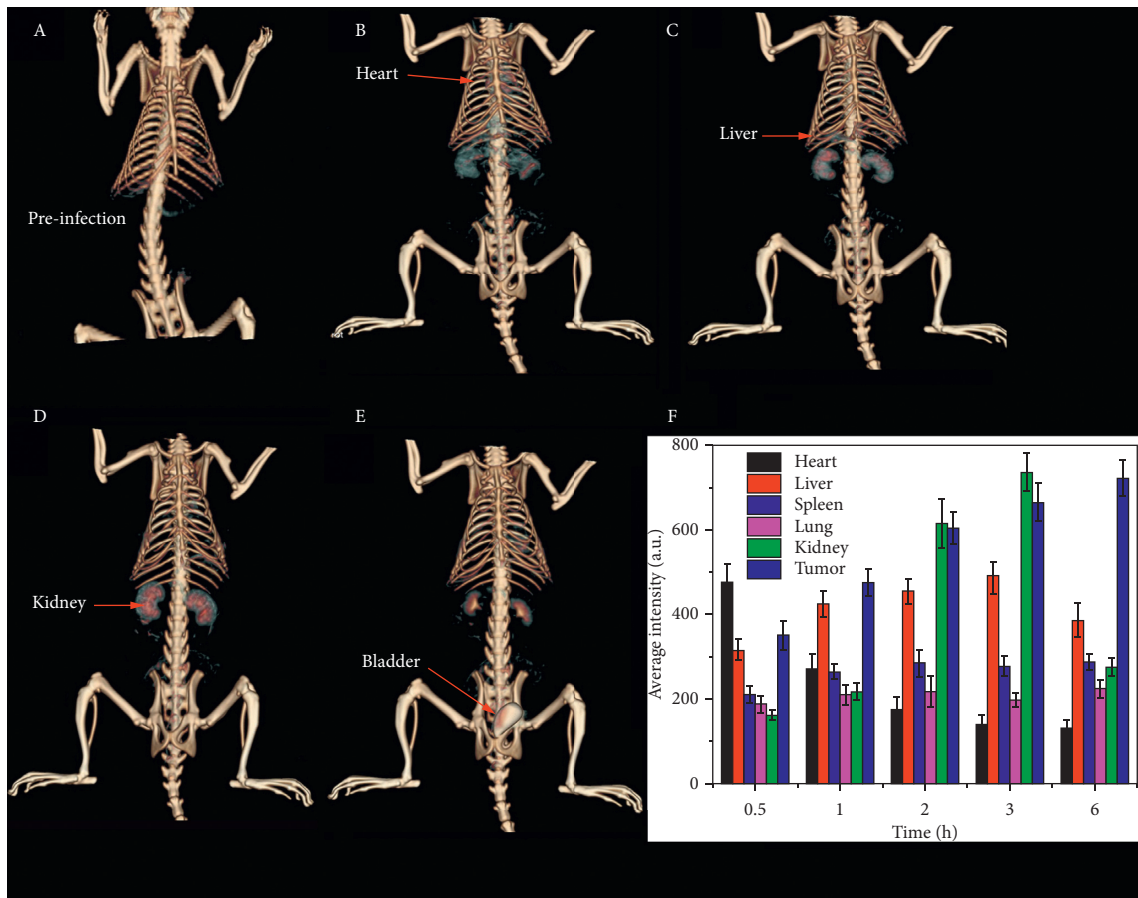 A
B
C
Heart
Liver
Pre-infection
D
E
F
Kidney
Bladder
800
600
400
200
0
Average intensity (a.u.)
Heart
Liver
Spleen
Lung
Kidney
Tumor
0.5 1 2 3 6
Time (h)